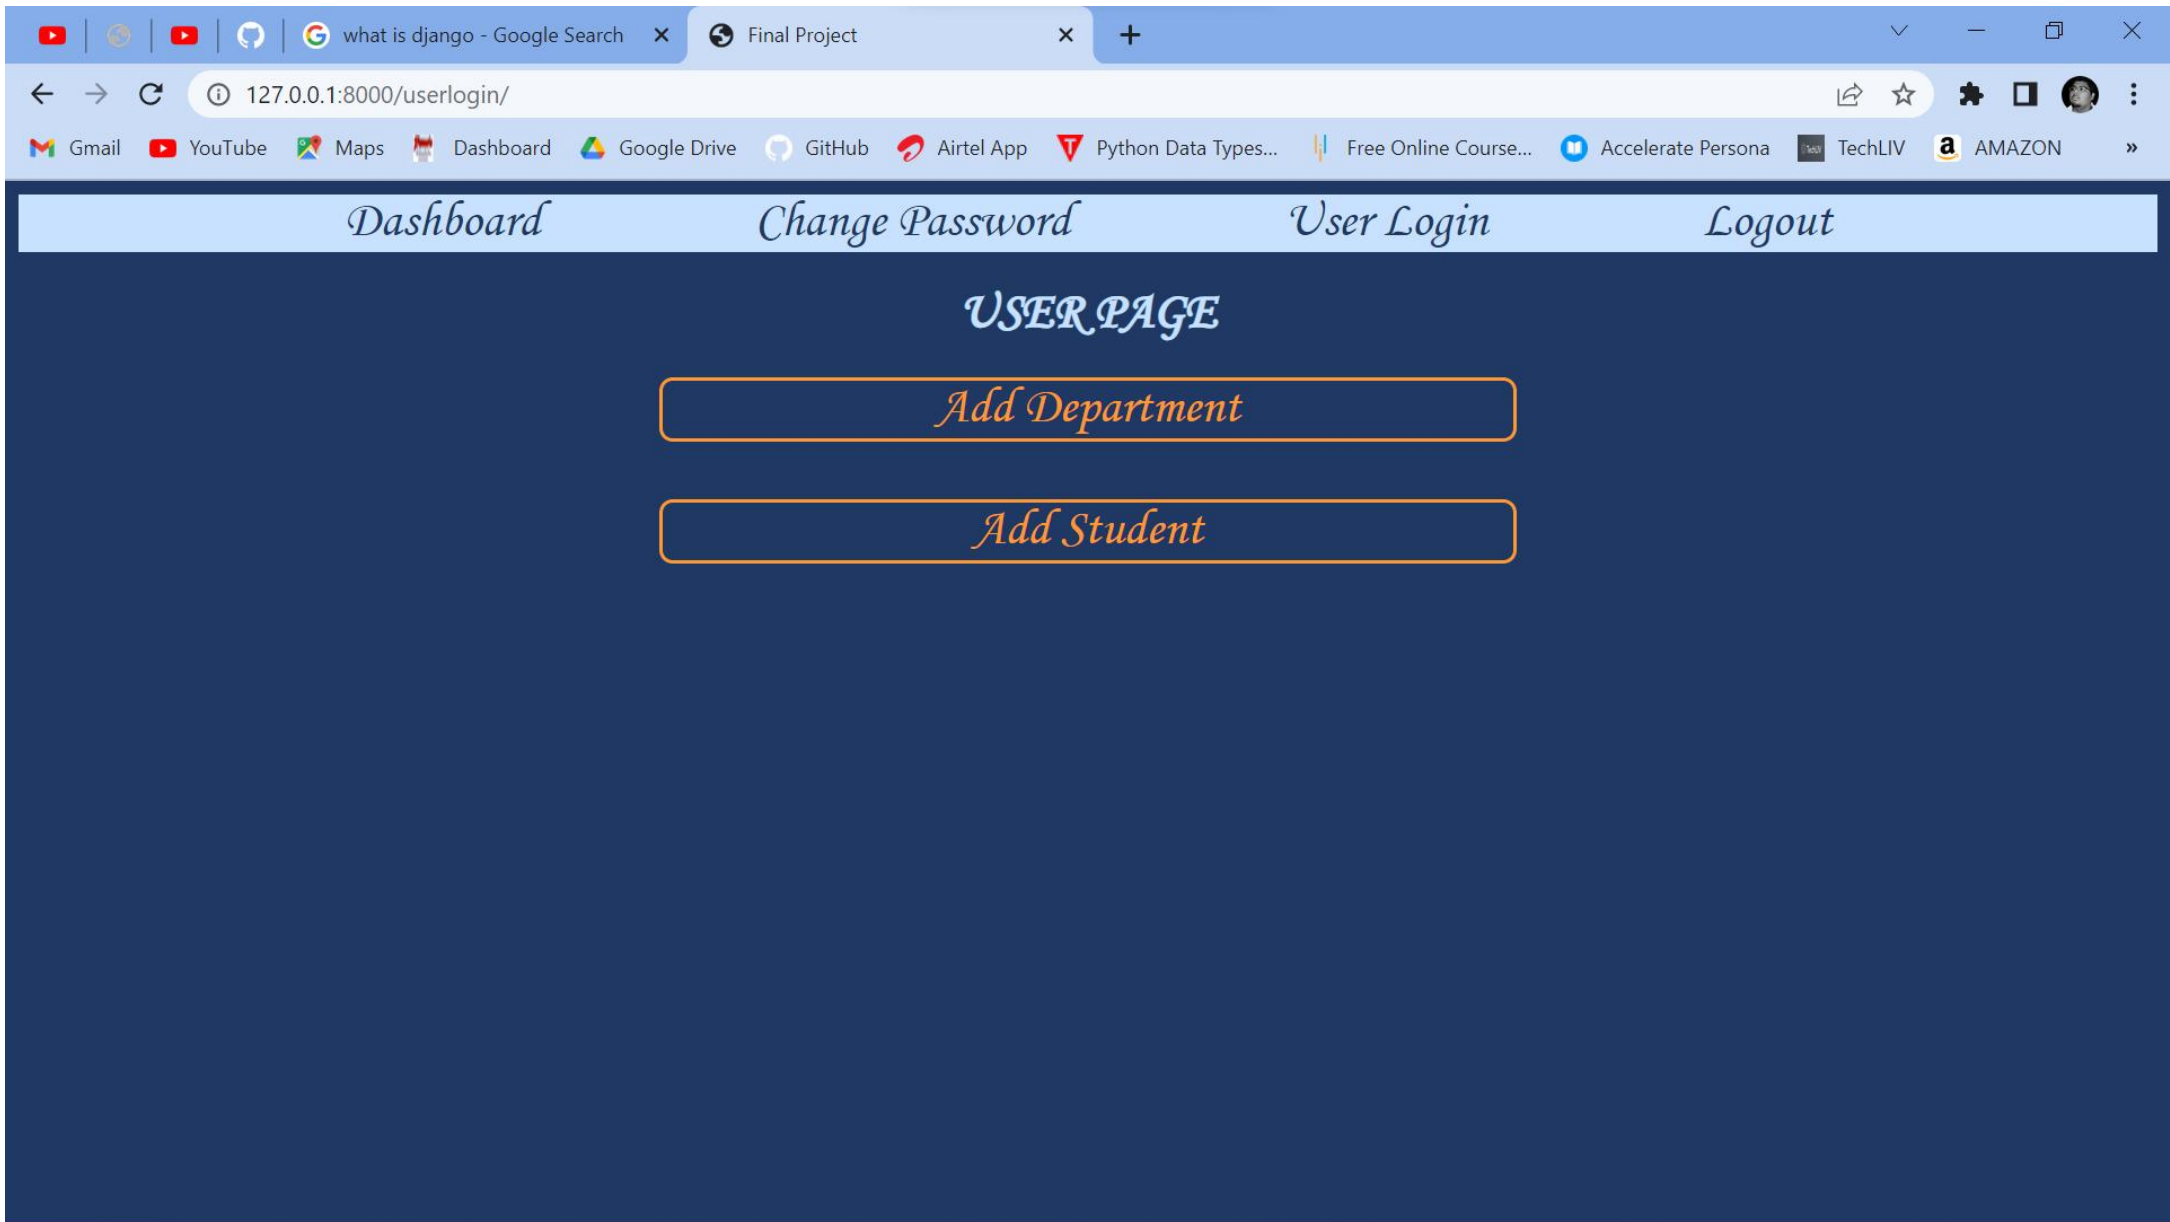 what is django - Google Search
Final Project
127.0.0.1:8000/userlogin/
Gmail YouTube Maps Dashboard Google Drive GitHub Airtel App Python Data Types... Free Online Course... Accelerate Persona TechLIV AMAZON »
Dashboard Change Password User Login Logout
USER PAGE
Add Department
Add Student